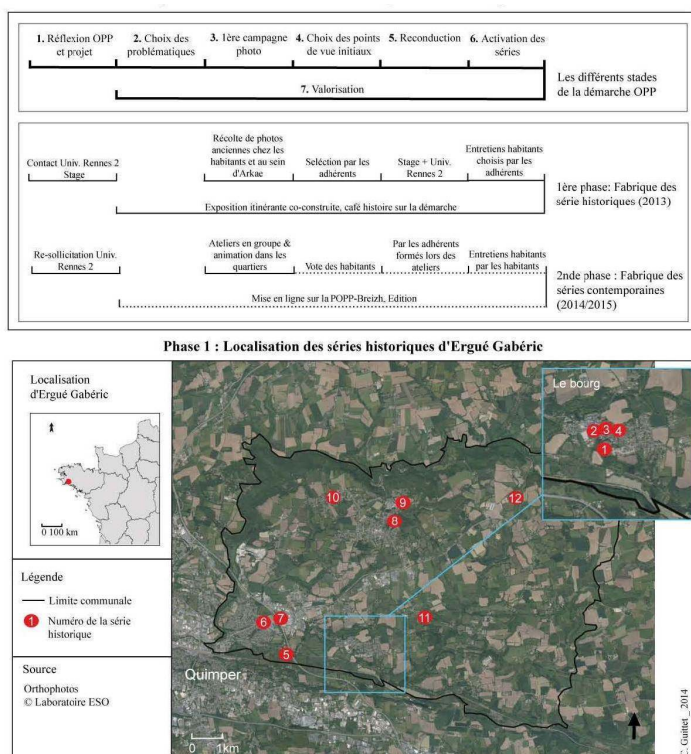 1. Réflexion OPP
et projet
2. Choix des
problématiques
3. 1ère campagne
photo
4. Choix des points
de vue initiaux
5. Reconduction
6. Activation des
séries
7. Valorisation
Les différents stades
de la démarche OPP
Contact Univ. Rennes 2
Stage
Récolte de photos
anciennes chez les
habitants et au sein
d'Arkae
Seléction par les
adhérents
Stage + Univ.
Rennes 2
Entretiens habitants
choisis par les
adhérents
Exposition itinérante co-construite, café histoire sur la démarche
1ère phase: Fabrique des
série historiques (2013)
Re-sollicitation Univ.
Rennes 2
Ateliers en groupe &
animation dans les
quartiers
Vote des habitants
Par les adhérents
formés lors des
ateliers
Entretiens habitants
par les habitants
Mise en ligne sur la POPP-Breizh, Edition
2nde phase : Fabrique des
séries contemporaines
(2014/2015)
Phase 1 : Localisation des séries historiques d'Ergué Gabéric
Localisation
d'Ergué Gabéric
0 100 km
Légende
Limite communale
1 Numéro de la série
historique
Source
Orthophotos
© Laboratoire ESO
Le bourg
2 3 4
1
10
9
8
12
6
7
11
5
Quimper
0 1km
Guittet _ 2014